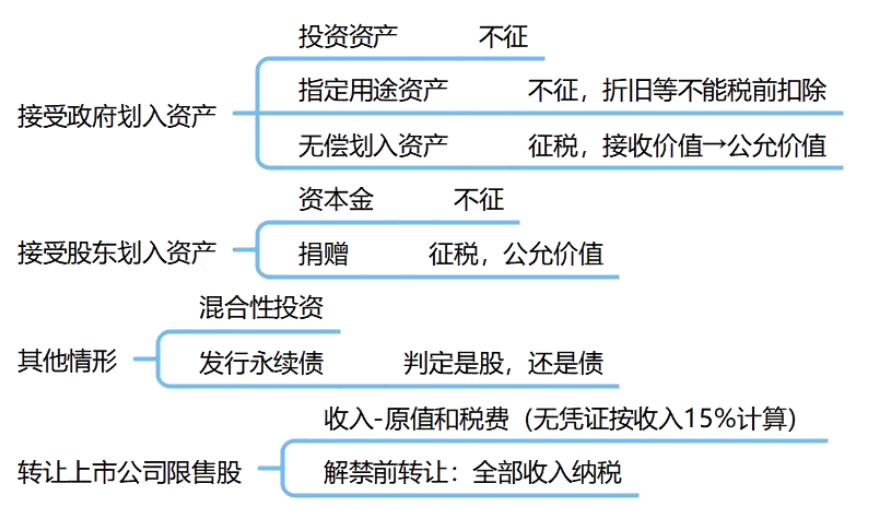 接受政府划入资产
投资资产 不征
指定用途资产 不征，折旧等不能税前扣除
无偿划入资产 征税，接收价值→公允价值
接受股东划入资产
资本金 不征
捐赠 征税，公允价值
其他情形
混合性投资
发行永续债 判定是股，还是债
转让上市公司限售股
收入-原值和税费（无凭证按收入15%计算）
解禁前转让：全部收入纳税